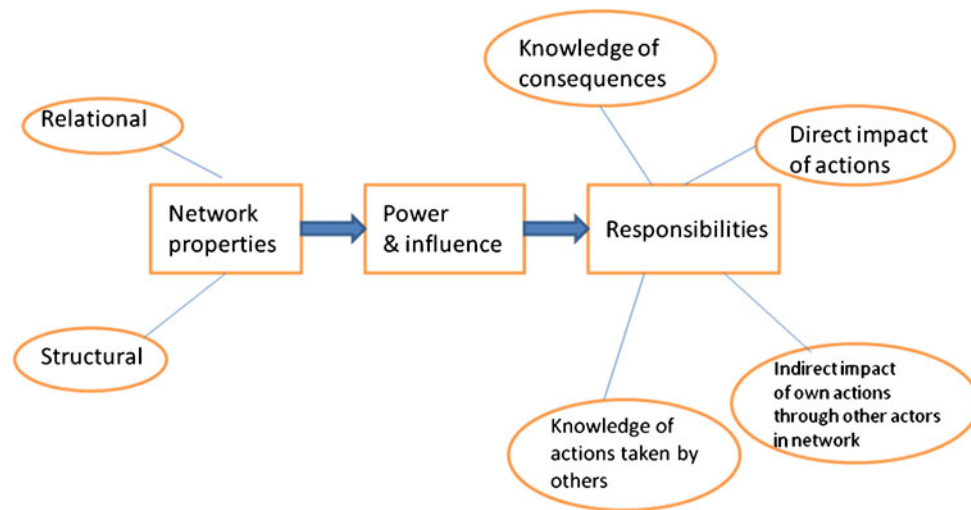 Knowledge of
consequences
Relational
Direct impact
of actions
Network
properties
Power
& influence
Responsibilities
Structural
Indirect impact
of own actions
through other actors
in network
Knowledge of
actions taken by
others